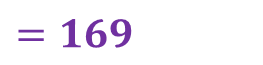 = 169